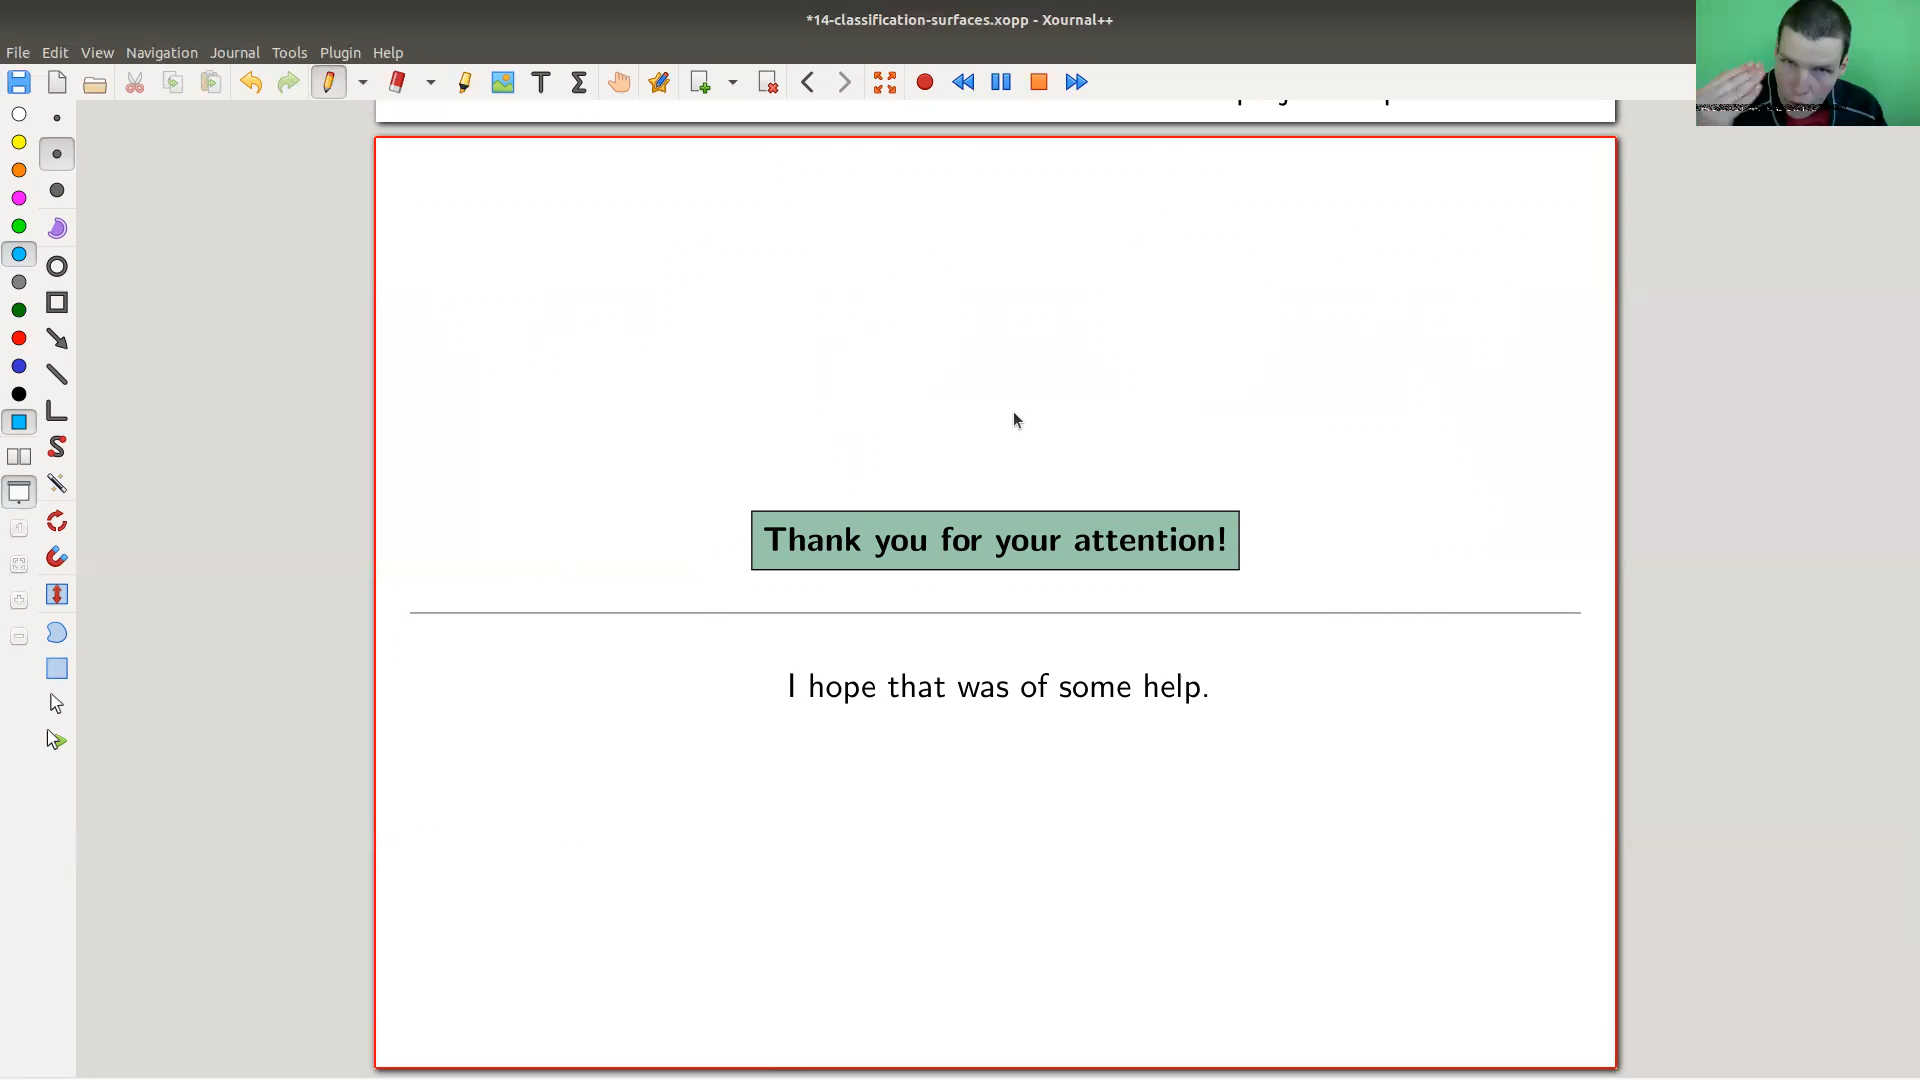 *14-classification-surfaces.xopp - Xournal++
File Edit View Navigation Journal Tools Plugin Help
Thank you for your attention!
I hope that was of some help.